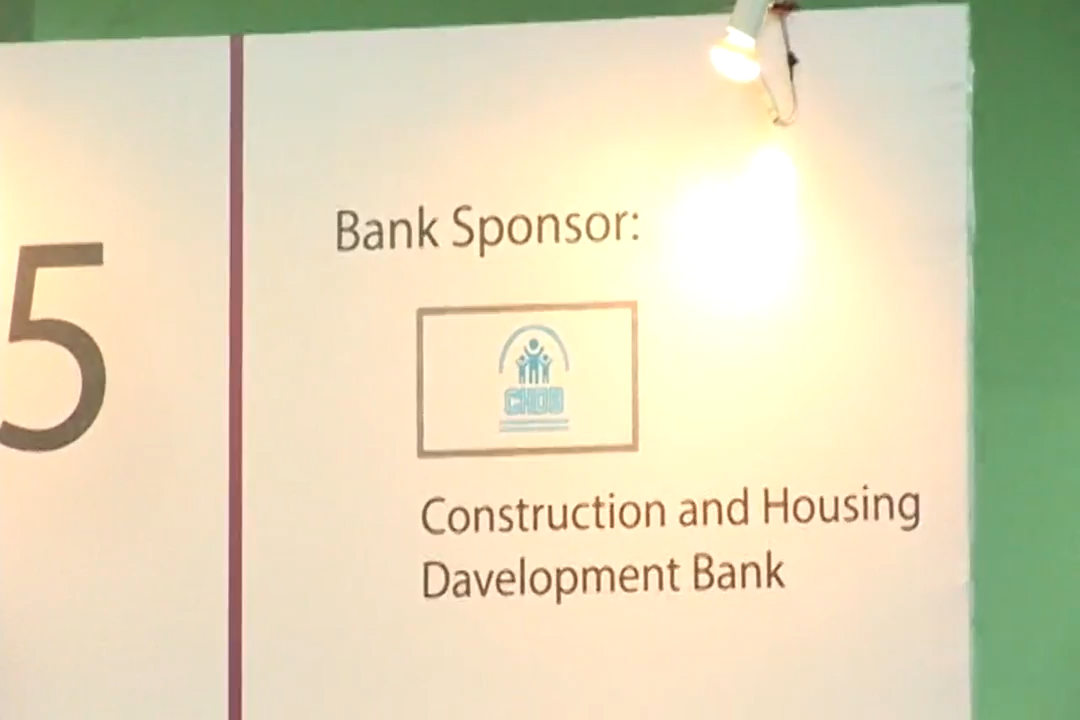 5
Bank Sponsor:
CHDB
Construction and Housing
Davelopment Bank